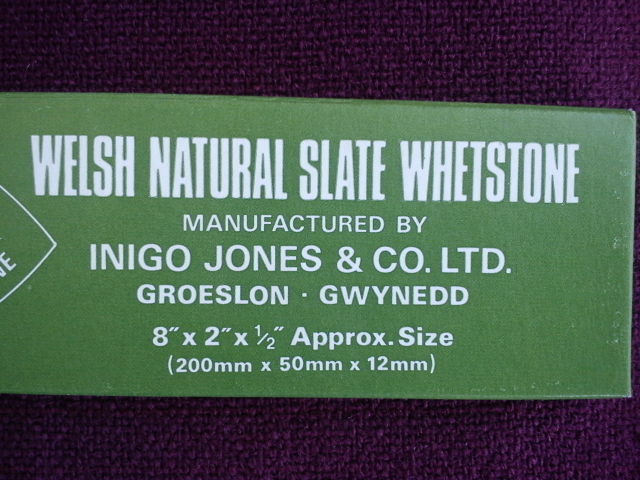 WELSH NATURAL SLATE WHETSTONE
MANUFACTURED BY
INIGO JONES & CO. LTD.
GROESLON · GWYNEDD
8″ x 2″ x ½″ Approx. Size
(200mm x 50mm x 12mm)